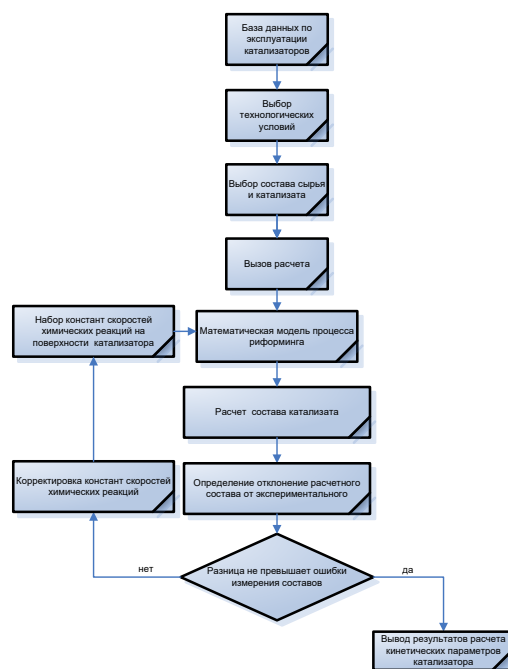 База данных по
эксплуатации
катализаторов
Выбор
технологических
условий
Выбор состава сырья
и катализата
Вызов расчета
Набор констант скоростей
химических реакций на
поверхности катализатора
Математическая модель процесса
риформинга
Расчет состава катализата
Корректировка констант скоростей
химических реакций
Определение отклонение расчетного
состава от экспериментального
Разница не превышает ошибки
измерения составов
нет
да
Вывод результатов расчета
кинетических параметров
катализатора